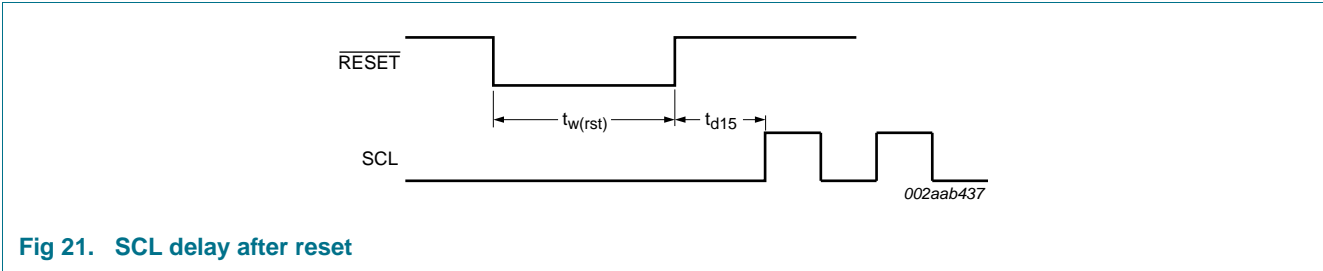 RESET
tw(rst)
td15
SCL
002aab437
Fig 21. SCL delay after reset